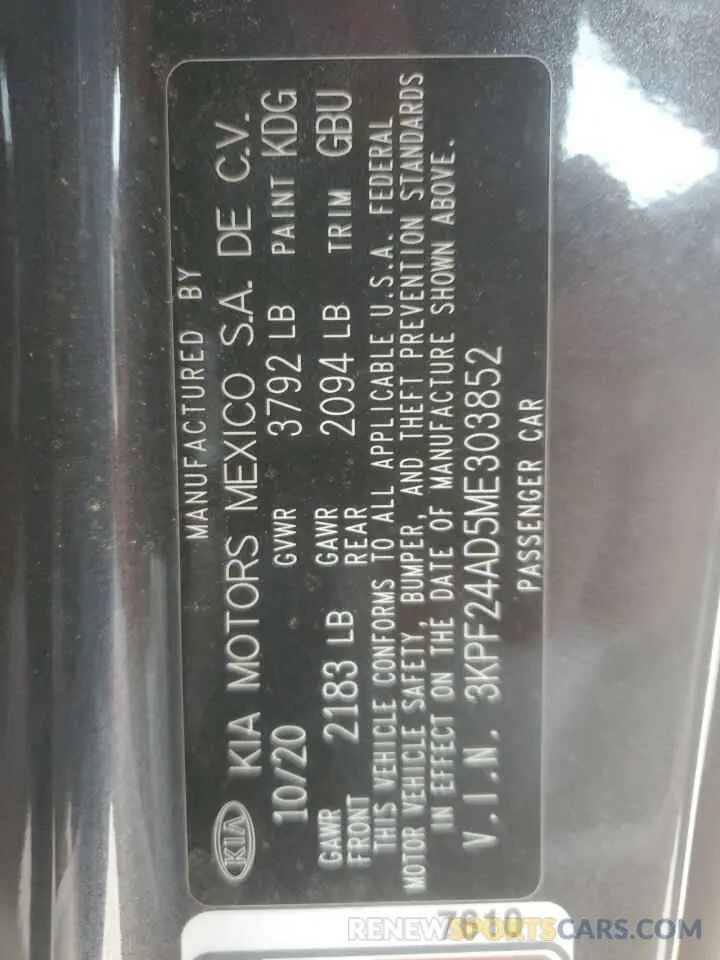 MANUFACTURED BY
KIA KIA MOTORS MEXICO S.A. DE C.V.
10/20 GVWR 3792 LB PAINT KDG
GAWR FRONT 2183 LB GAWR REAR 2094 LB TRIM GBU
THIS VEHICLE CONFORMS TO ALL APPLICABLE U.S.A. FEDERAL
MOTOR VEHICLE SAFETY, BUMPER, AND THEFT PREVENTION STANDARDS
IN EFFECT ON THE DATE OF MANUFACTURE SHOWN ABOVE.
V.I.N. 3KPF24AD5ME303852
PASSENGER CAR
RENEWSPORTSCARS.COM